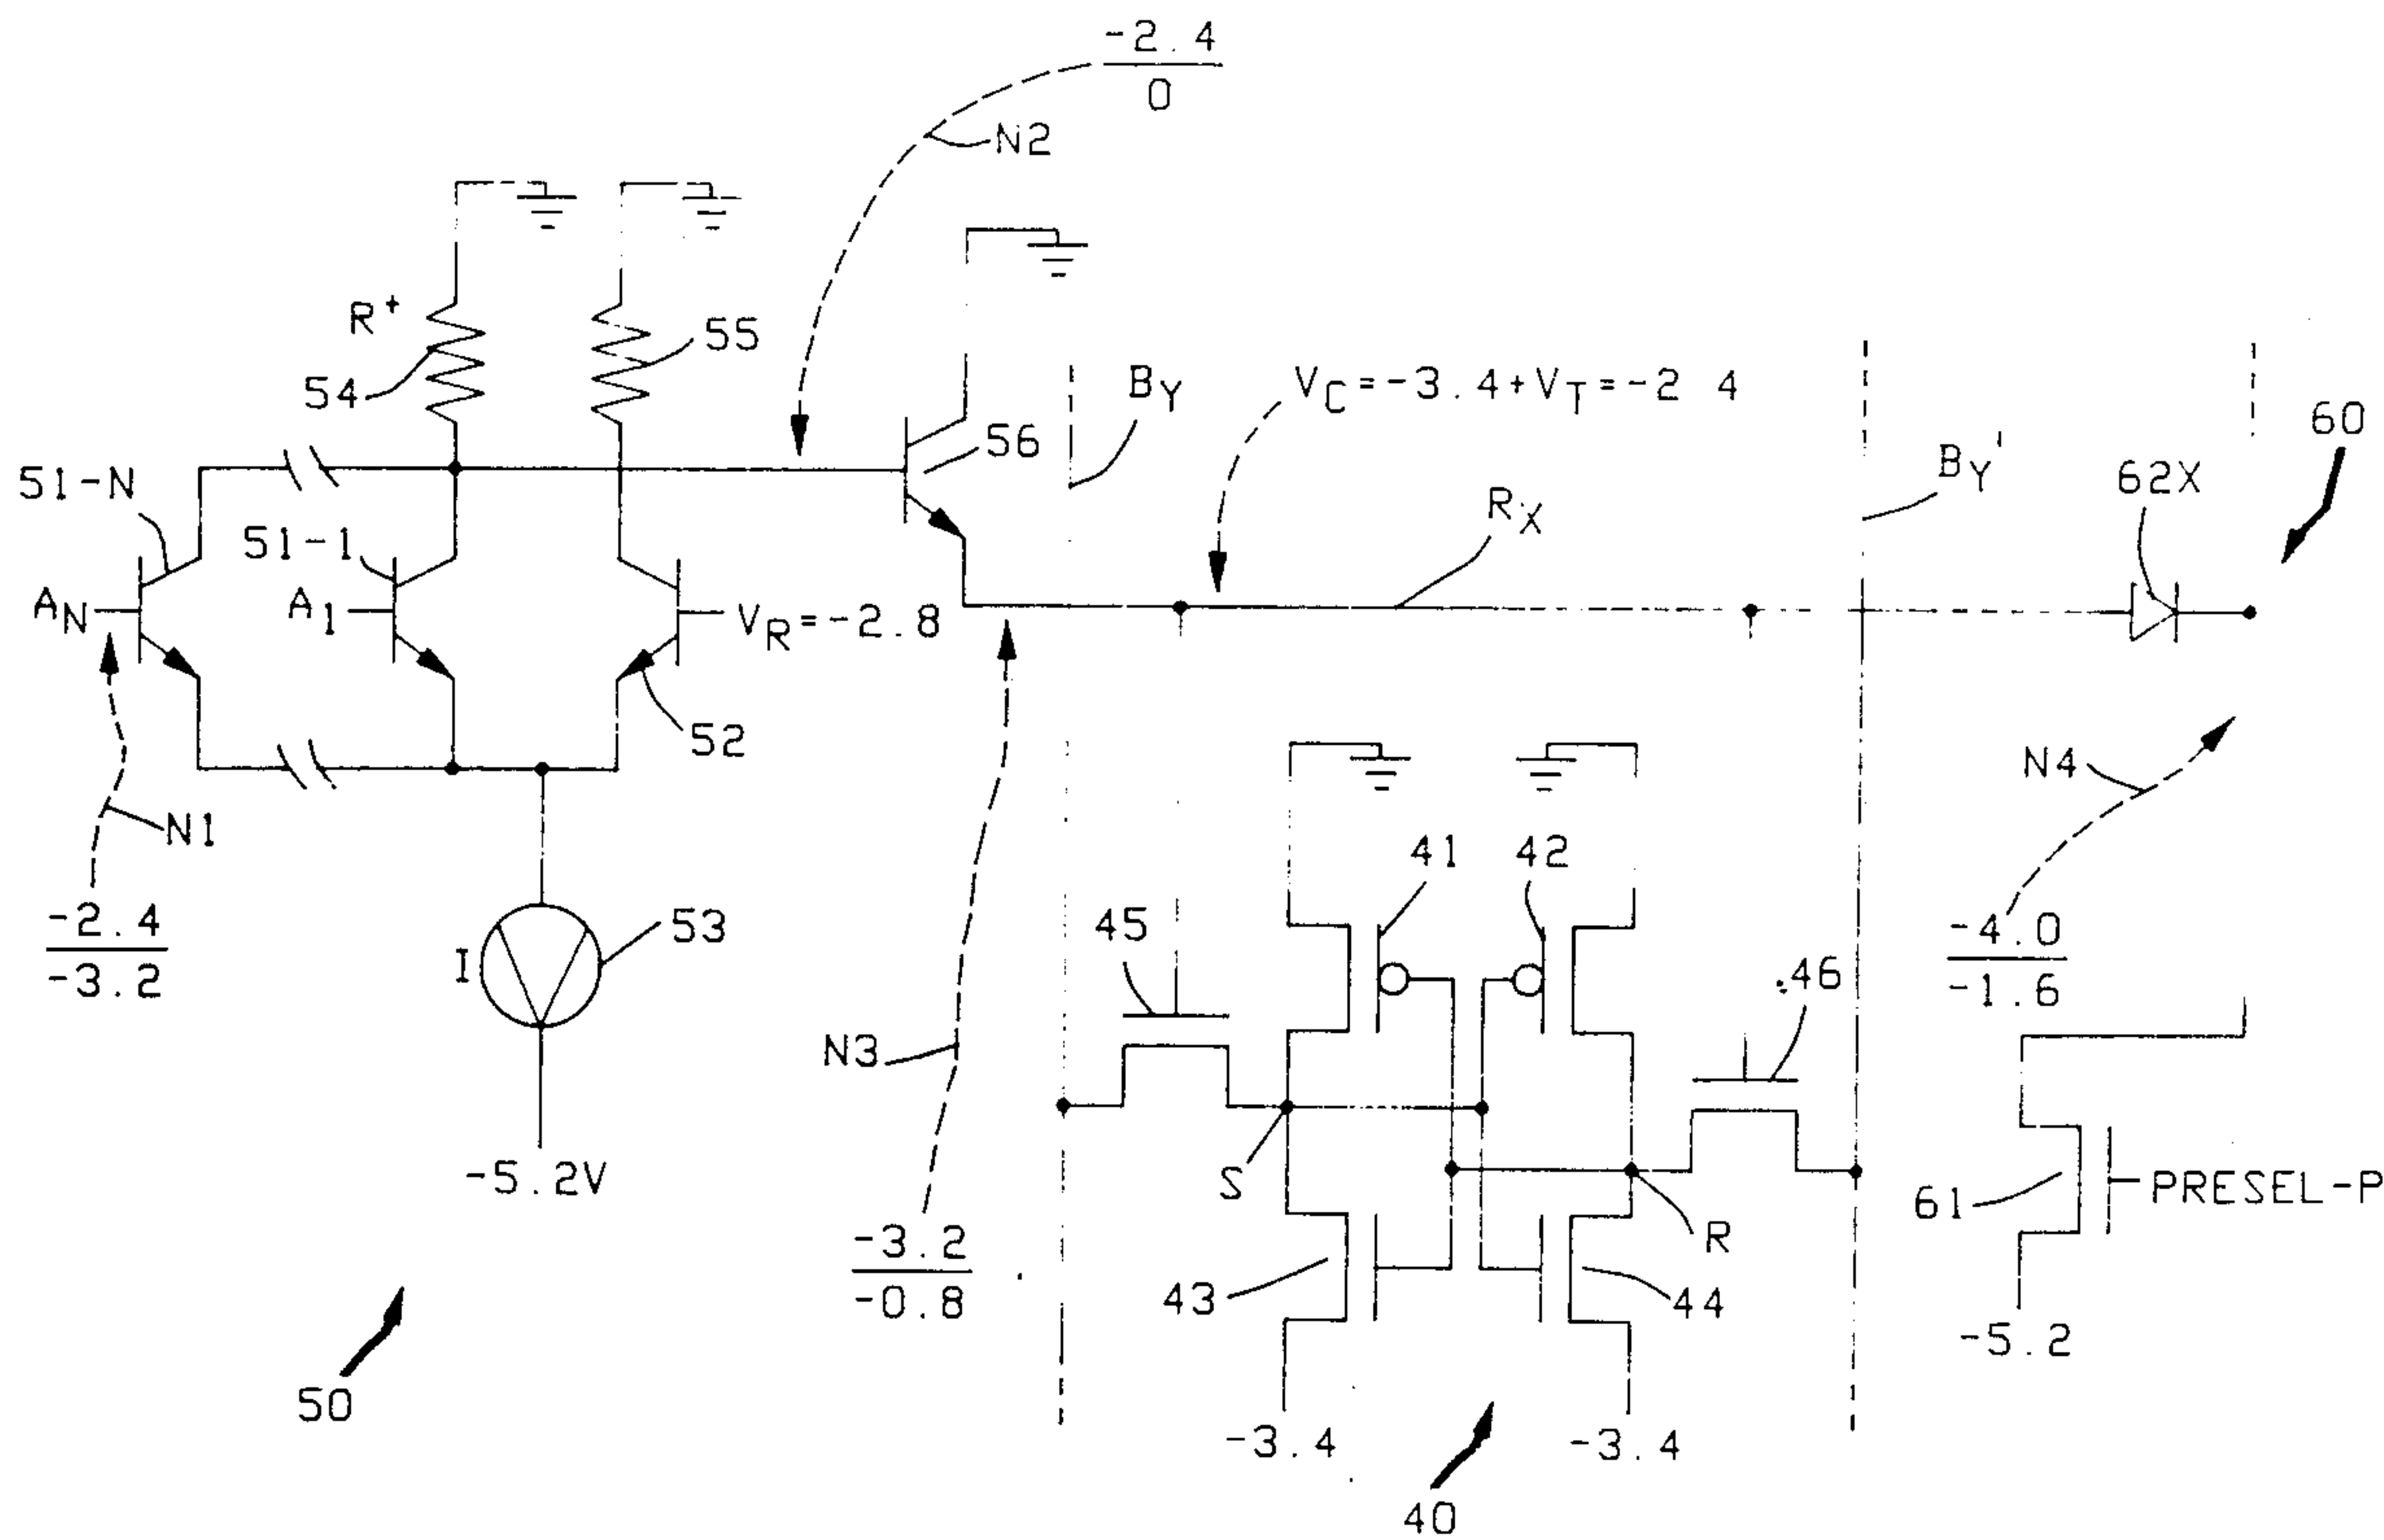 -2.4
0
N2
R+
54
55
BY
VC=-3.4+VT=-2 4
60
56
51-N
51-1
RX
BY'
62X
AN
A1
VR=-2.8
52
N1
N4
-2.4
-3.2
I
53
45
41
42
46
-4.0
-1.6
N3
-5.2V
S
R
61
PRESEL-P
-3.2
-0.8
43
44
-5.2
50
-3.4
-3.4
40